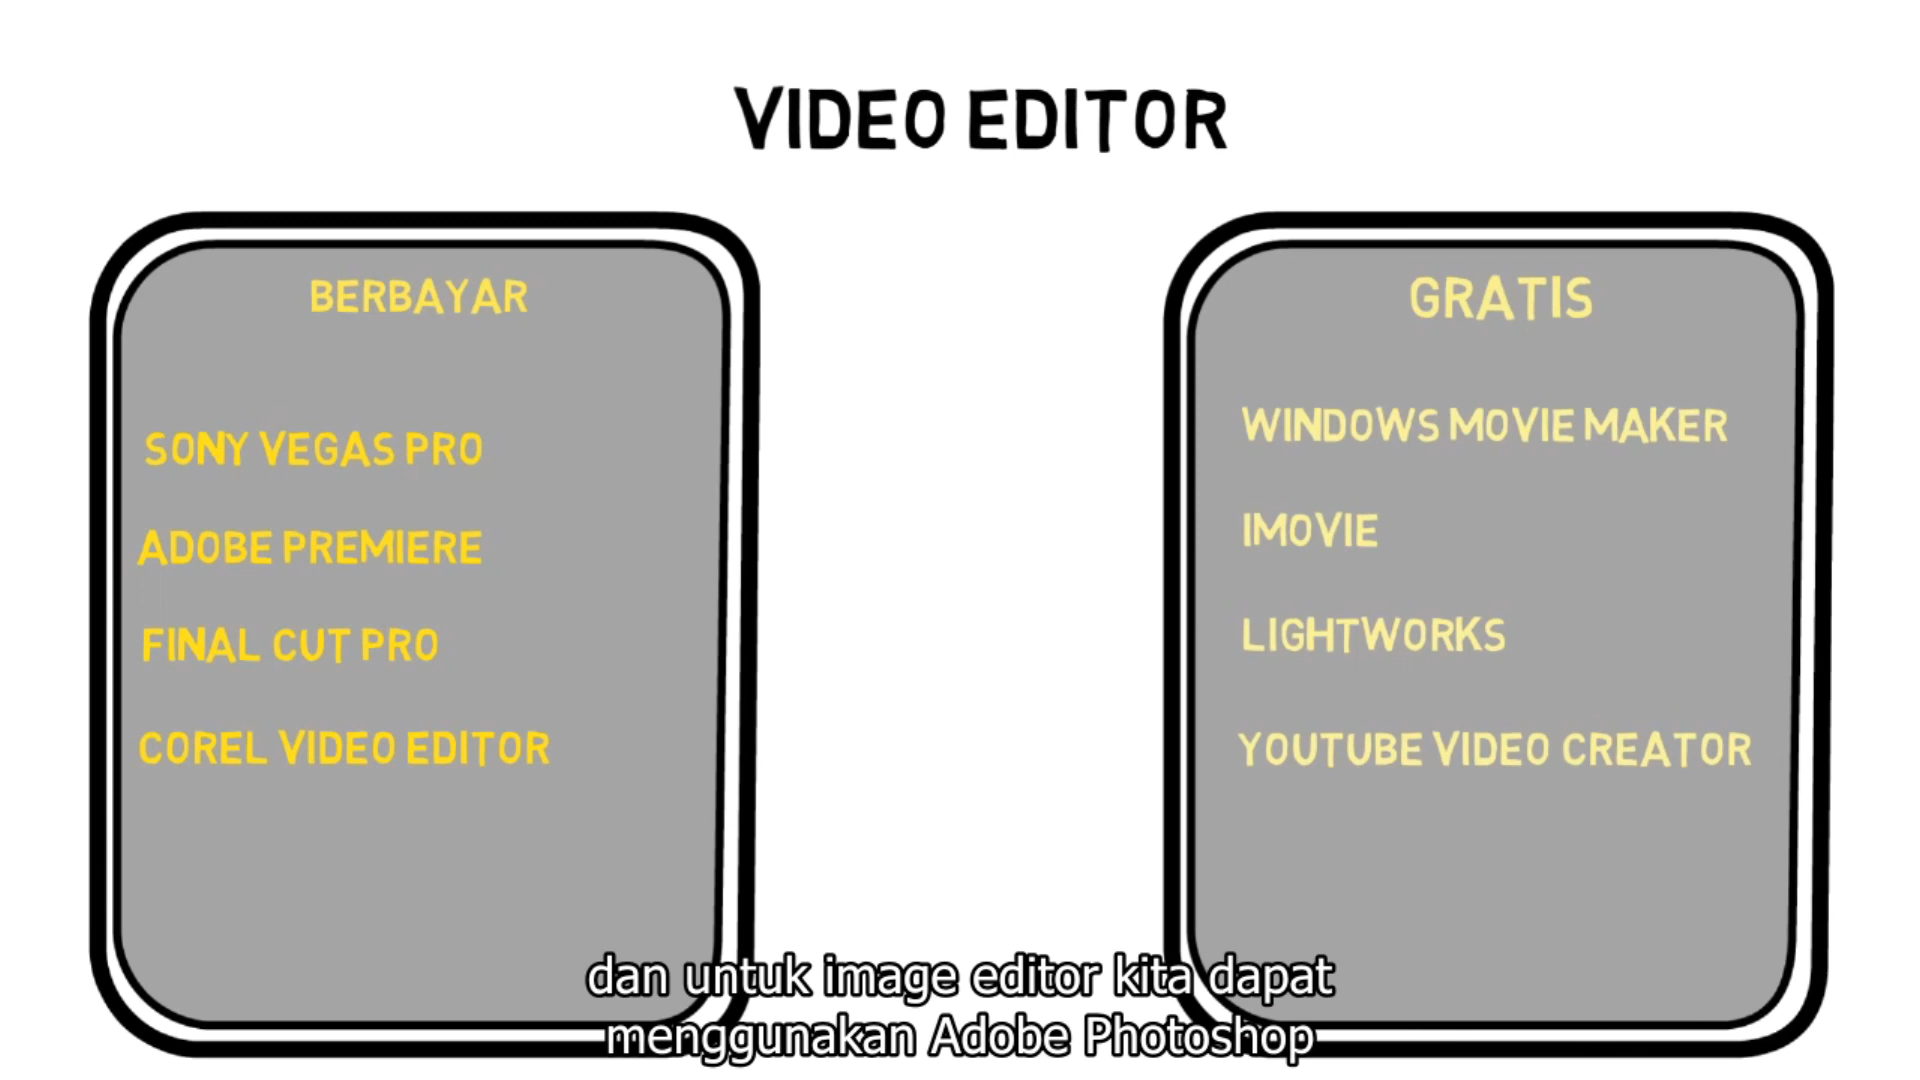 VIDEO EDITOR
BERBAYAR
SONY VEGAS PRO
ADOBE PREMIERE
FINAL CUT PRO
COREL VIDEO EDITOR
GRATIS
WINDOWS MOVIE MAKER
IMOVIE
LIGHTWORKS
YOUTUBE VIDEO CREATOR
dan untuk image editor kita dapat
menggunakan Adobe Photoshop